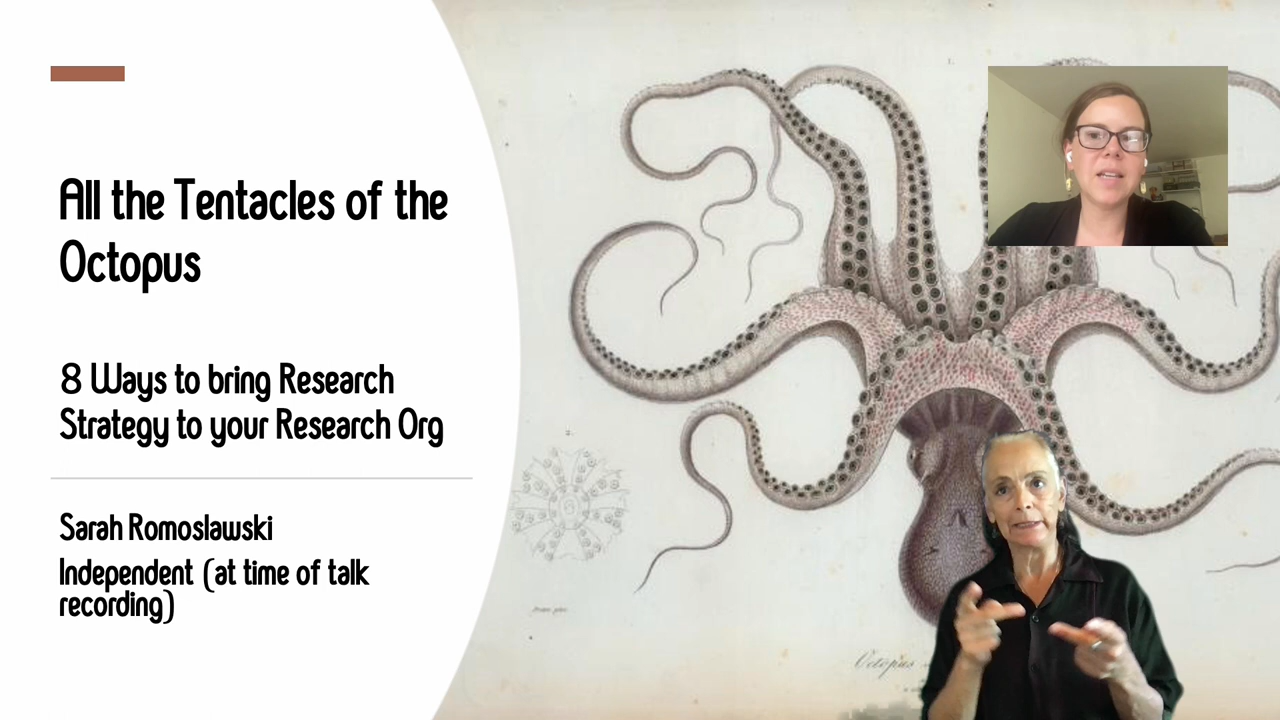 All the Tentacles of the
Octopus
8 Ways to bring Research
Strategy to your Research Org
Sarah Romoslawski
Independent (at time of talk
recording)
Octopus